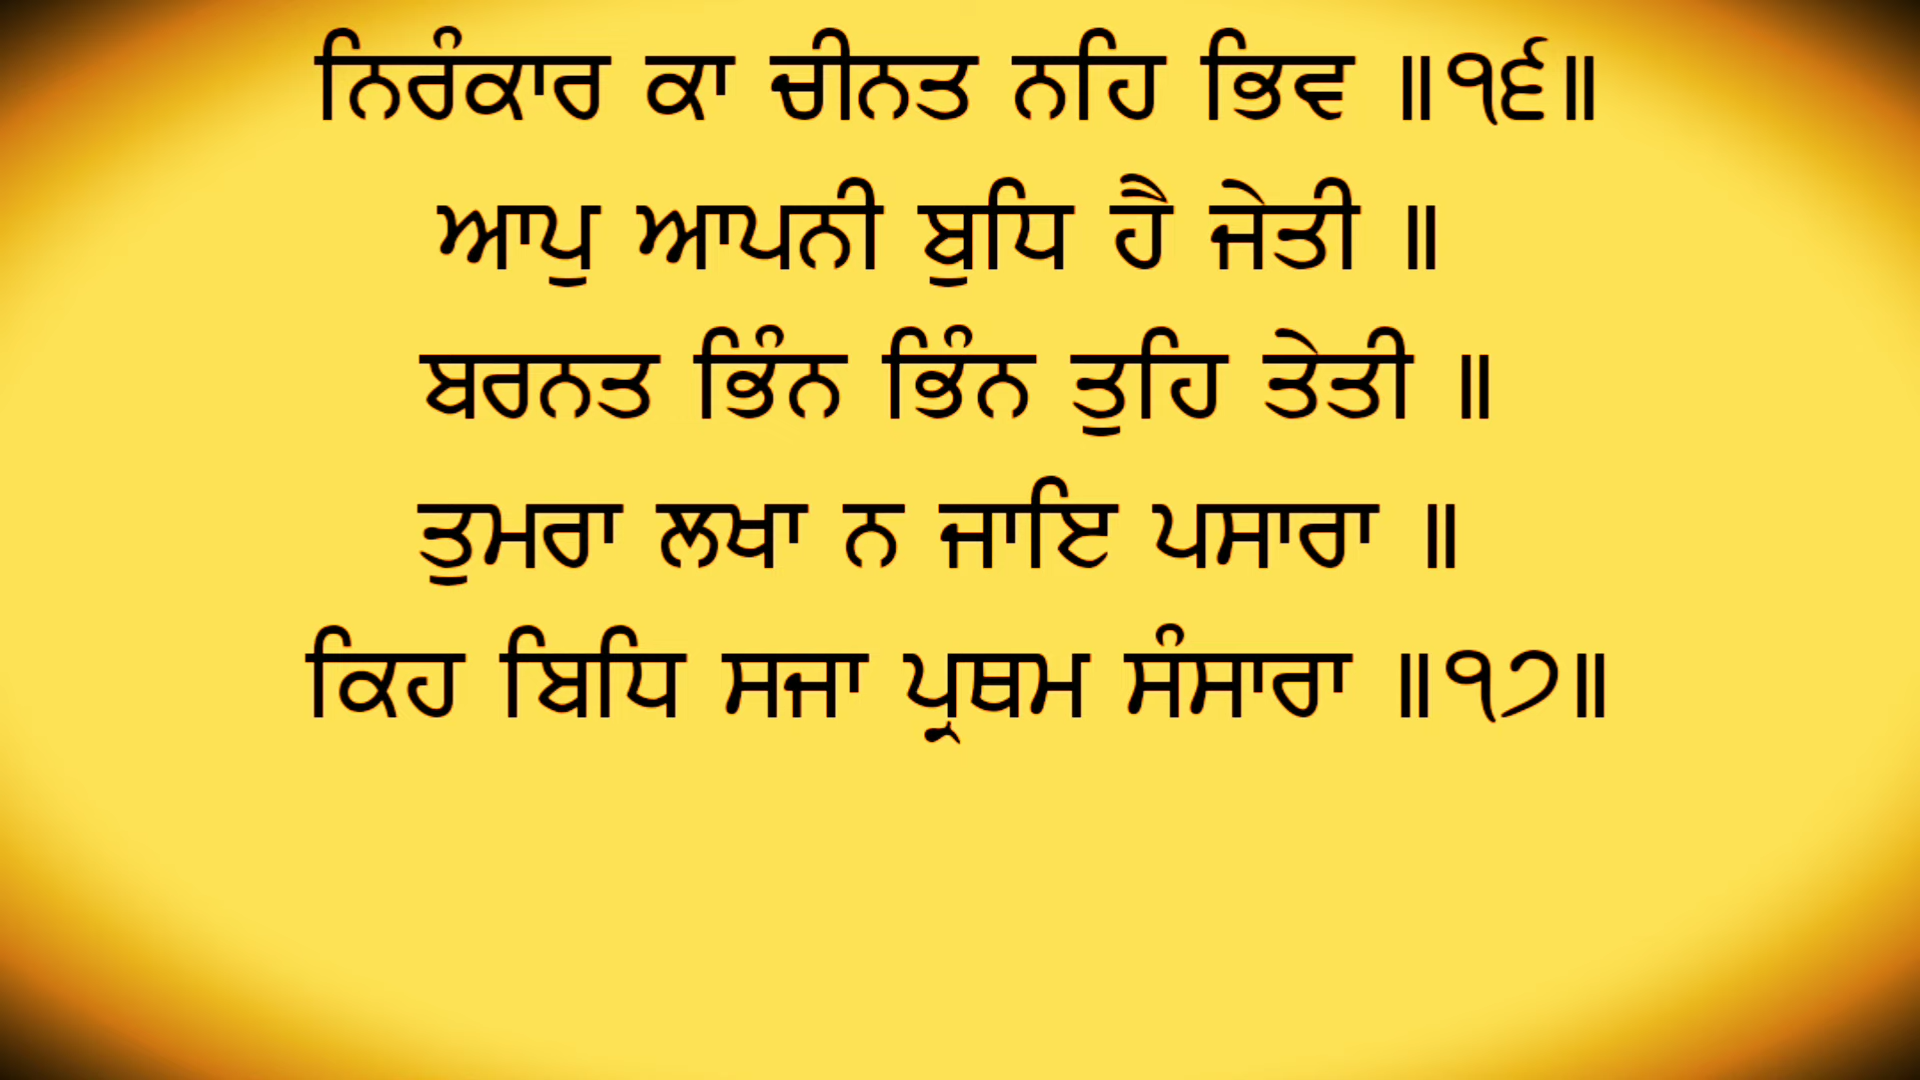 ਨਿਰੰਕਾਰ ਕਾ ਚੀਨਤ ਨਹਿ ਭਿਵ ॥੧੬॥
ਆਪੁ ਆਪਨੀ ਬੁਧਿ ਹੈ ਜੇਤੀ ॥
ਬਰਨਤ ਭਿੰਨ ਭਿੰਨ ਤੁਹਿ ਤੇਤੀ ॥
ਤੁਮਰਾ ਲਖਾ ਨ ਜਾਇ ਪਸਾਰਾ ॥
ਕਿਹ ਬਿਧਿ ਸਜਾ ਪ੍ਰਥਮ ਸੰਸਾਰਾ ॥੧੭॥